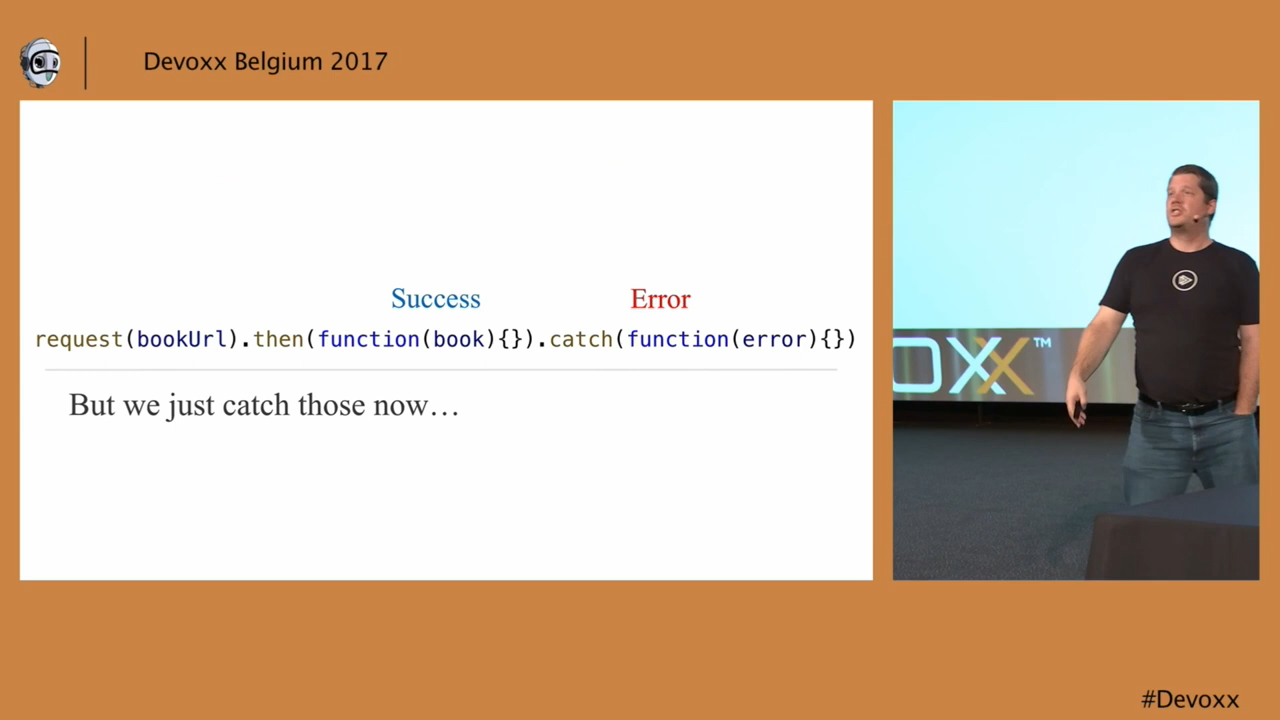 Devoxx Belgium 2017
Success Error
request(bookUrl).then(function(book){}).catch(function(error){})
But we just catch those now…
OXX™
#Devoxx